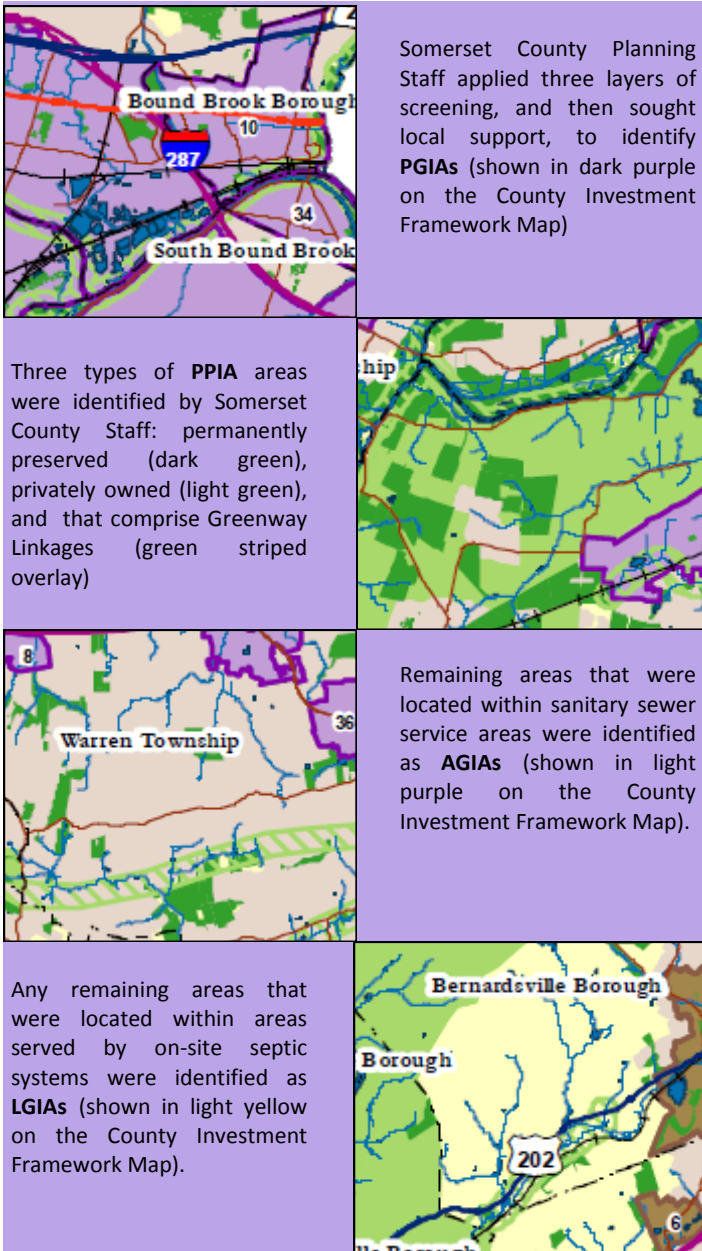 Bound Brook Borough
10
287
34
South Bound Brook
Somerset County Planning
Staff applied three layers of
screening, and then sought
local support, to identify
PGIAs (shown in dark purple
on the County Investment
Framework Map)
Three types of PPIA areas
were identified by Somerset
County Staff: permanently
preserved (dark green),
privately owned (light green),
and that comprise Greenway
Linkages (green striped
overlay)
hip
8
Warren Township
36
Remaining areas that were
located within sanitary sewer
service areas were identified
as AGIAs (shown in light
purple on the County
Investment Framework Map).
Any remaining areas that
were located within areas
served by on-site septic
systems were identified as
LGIAs (shown in light yellow
on the County Investment
Framework Map).
Bernardsville Borough
Borough
202
6